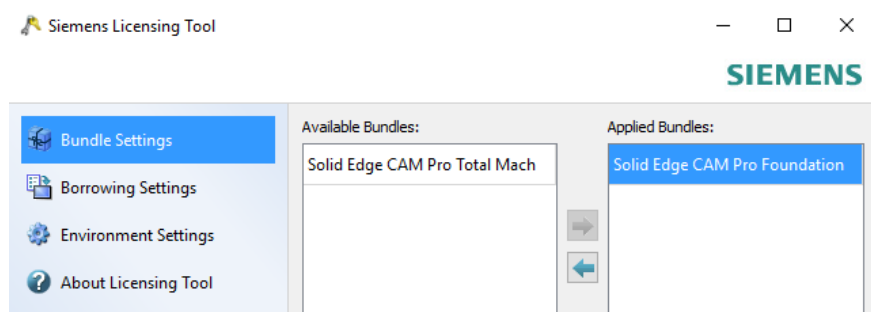 Siemens Licensing Tool
SIEMENS
Bundle Settings
Borrowing Settings
Environment Settings
About Licensing Tool
Available Bundles:
Solid Edge CAM Pro Total Mach
Applied Bundles:
Solid Edge CAM Pro Foundation